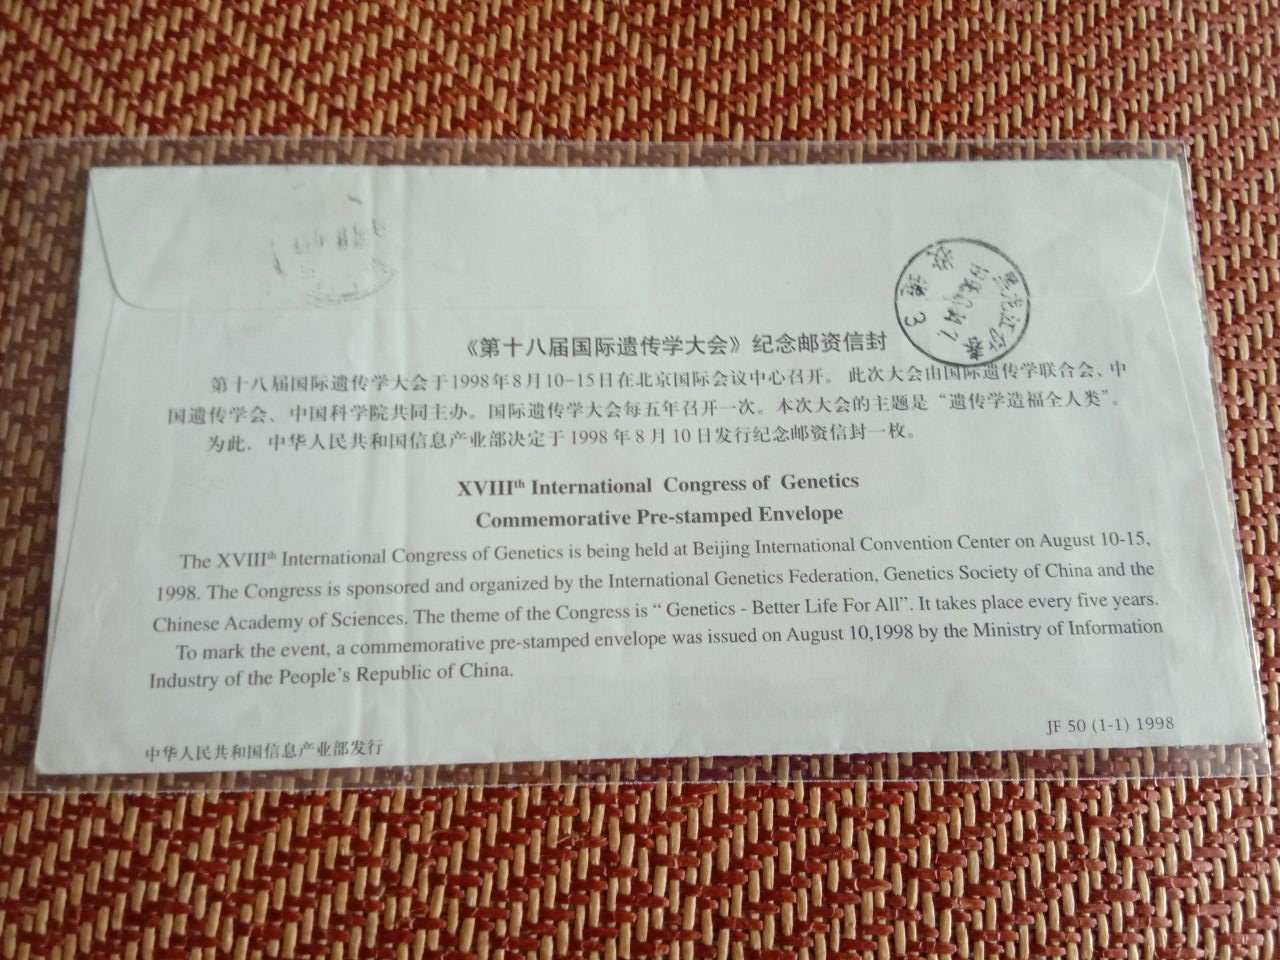 黑龙江伊春
投递3
《第十八届国际遗传学大会》纪念邮资信封
第十八届国际遗传学大会于1998年8月10-15日在北京国际会议中心召开。此次大会由国际遗传学联合会、中
国遗传学会、中国科学院共同主办。国际遗传学大会每五年召开一次。本次大会的主题是“遗传学造福全人类”。
为此，中华人民共和国信息产业部决定于1998年8月10日发行纪念邮资信封一枚。
XVIIIth International Congress of Genetics
Commemorative Pre-stamped Envelope
The XVIIIth International Congress of Genetics is being held at Beijing International Convention Center on August 10-15,
1998. The Congress is sponsored and organized by the International Genetics Federation, Genetics Society of China and the
Chinese Academy of Sciences. The theme of the Congress is “ Genetics - Better Life For All”. It takes place every five years.
To mark the event, a commemorative pre-stamped envelope was issued on August 10,1998 by the Ministry of Information
Industry of the People’s Republic of China.
中华人民共和国信息产业部发行
JF 50 (1-1) 1998